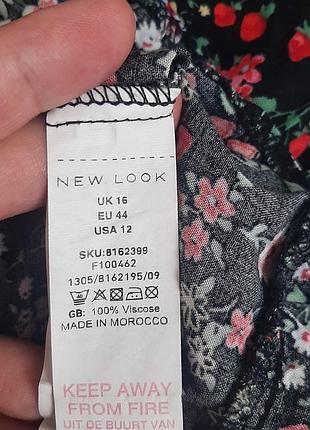 NEW LOOK
UK 16
EU 44
USA 12
SKU:8162399
F100462
1305/8162195/09
GB: 100% Viscose
MADE IN MOROCCO
KEEP AWAY
FROM FIRE
UIT DE BUURT VAN